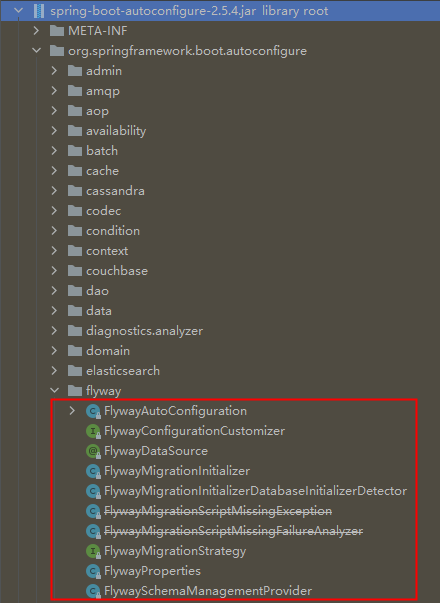 spring-boot-autoconfigure-2.5.4.jar library root
META-INF
org.springframework.boot.autoconfigure
admin
amqp
aop
availability
batch
cache
cassandra
codec
condition
context
couchbase
dao
data
diagnostics.analyzer
domain
elasticsearch
flyway
C FlywayAutoConfiguration
I FlywayConfigurationCustomizer
@ FlywayDataSource
C FlywayMigrationInitializer
C FlywayMigrationInitializerDatabaseInitializerDetector
C FlywayMigrationScriptMissingException
C FlywayMigrationScriptMissingFailureAnalyzer
I FlywayMigrationStrategy
C FlywayProperties
C FlywaySchemaManagementProvider